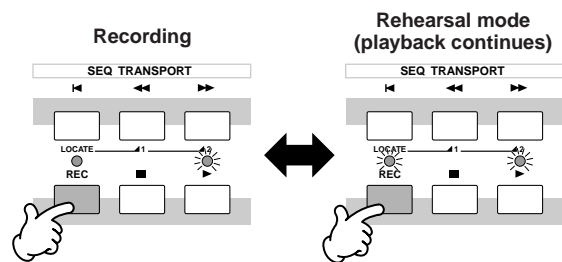 Recording
SEQ TRANSPORT
LOCATE 1 2
REC
Rehearsal mode
(playback continues)
SEQ TRANSPORT
LOCATE 1 2
REC